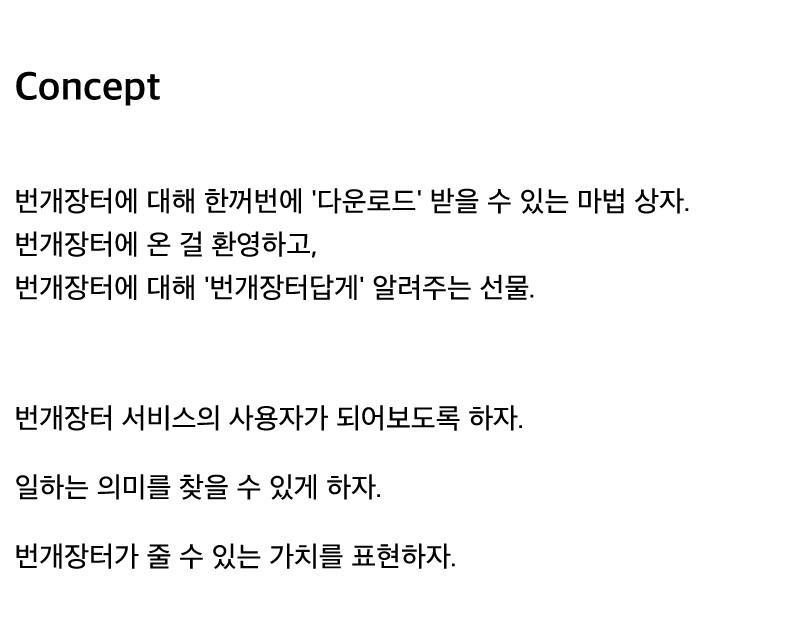 Concept
번개장터에 대해 한꺼번에 '다운로드' 받을 수 있는 마법 상자.
번개장터에 온 걸 환영하고,
번개장터에 대해 '번개장터답게' 알려주는 선물.
번개장터 서비스의 사용자가 되어보도록 하자.
일하는 의미를 찾을 수 있게 하자.
번개장터가 줄 수 있는 가치를 표현하자.